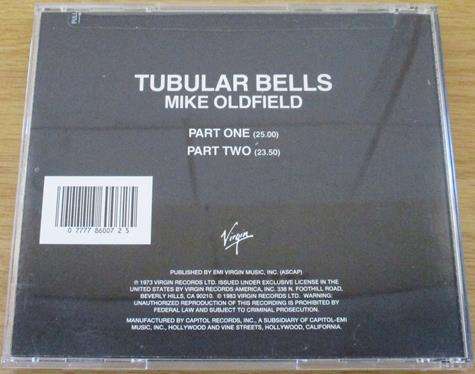 PULL
TUBULAR BELLS
MIKE OLDFIELD
PART ONE (25.00)
PART TWO (23.50)
0 7777 86007 2 5
Virgin
PUBLISHED BY EMI VIRGIN MUSIC, INC. (ASCAP)
℗ 1973 VIRGIN RECORDS LTD. ISSUED UNDER EXCLUSIVE LICENSE IN THE
UNITED STATES BY VIRGIN RECORDS AMERICA, INC. 338 N. FOOTHILL ROAD,
BEVERLY HILLS, CA 90210. © 1983 VIRGIN RECORDS LTD. WARNING:
UNAUTHORIZED REPRODUCTION OF THIS RECORDING IS PROHIBITED BY
FEDERAL LAW AND SUBJECT TO CRIMINAL PROSECUTION.
MANUFACTURED BY CAPITOL RECORDS, INC., A SUBSIDIARY OF CAPITOL-EMI
MUSIC, INC., HOLLYWOOD AND VINE STREETS, HOLLYWOOD, CALIFORNIA.